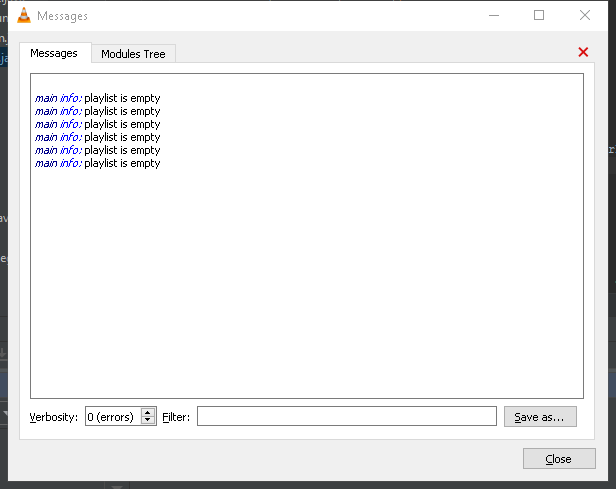 Messages
Messages
Modules Tree
main info: playlist is empty
main info: playlist is empty
main info: playlist is empty
main info: playlist is empty
main info: playlist is empty
main info: playlist is empty
Verbosity: 0 (errors) Filter: Save as...
Close